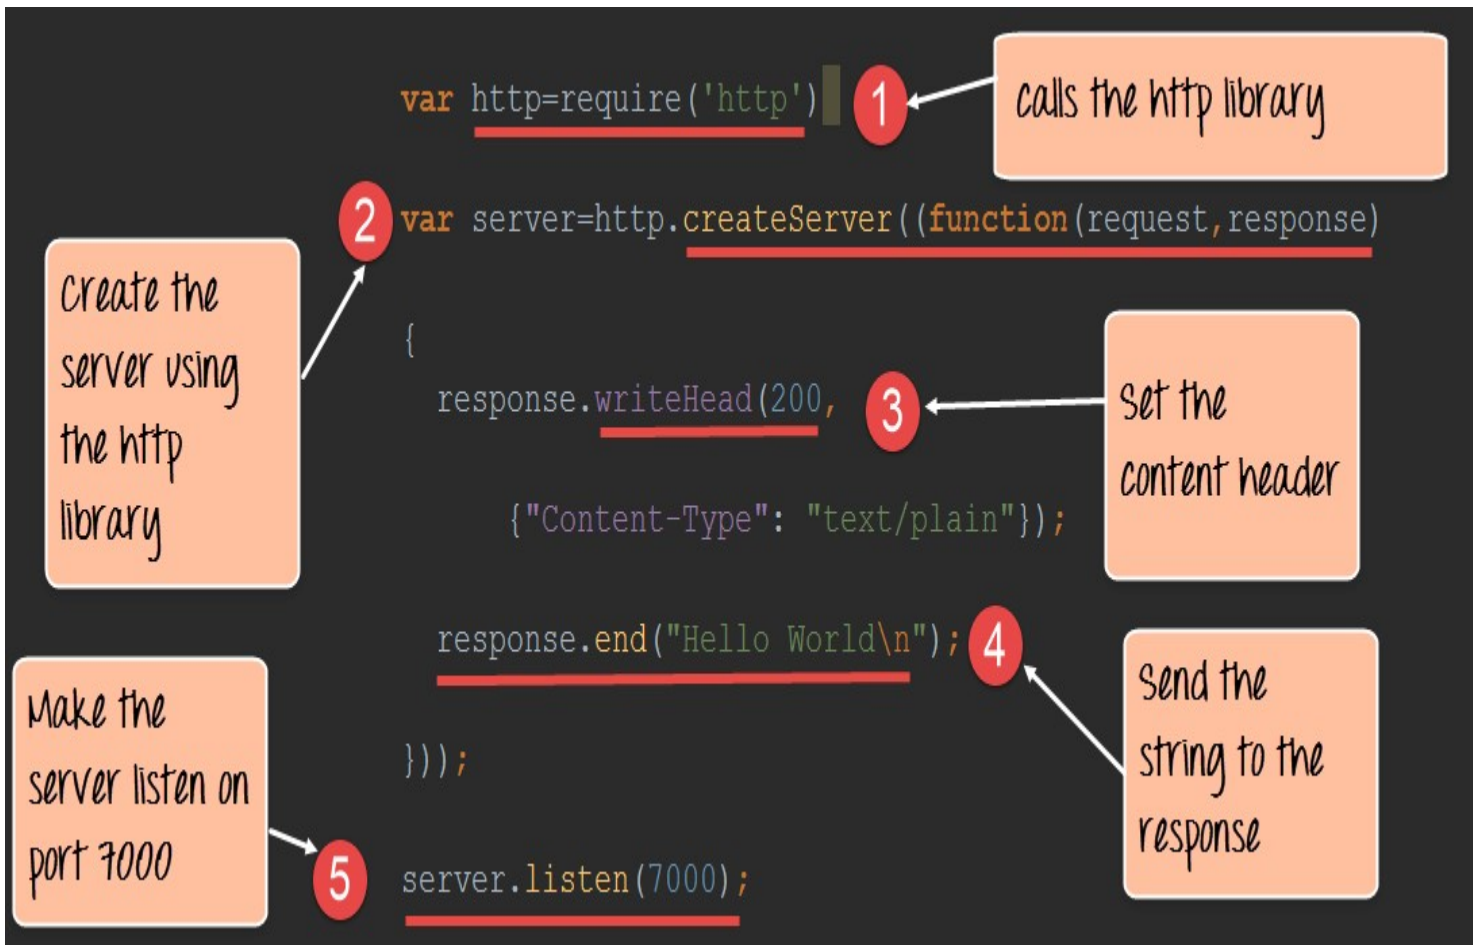 var http=require('http')
1
calls the http library
2
var server=http.createServer((function(request,response)
Create the
server using
the http
library
{
response.writeHead(200,
3
Set the
content header
{"Content-Type": "text/plain"});
response.end("Hello World\n");
4
Send the
string to the
response
}));
Make the
server listen on
port 7000
5
server.listen(7000);